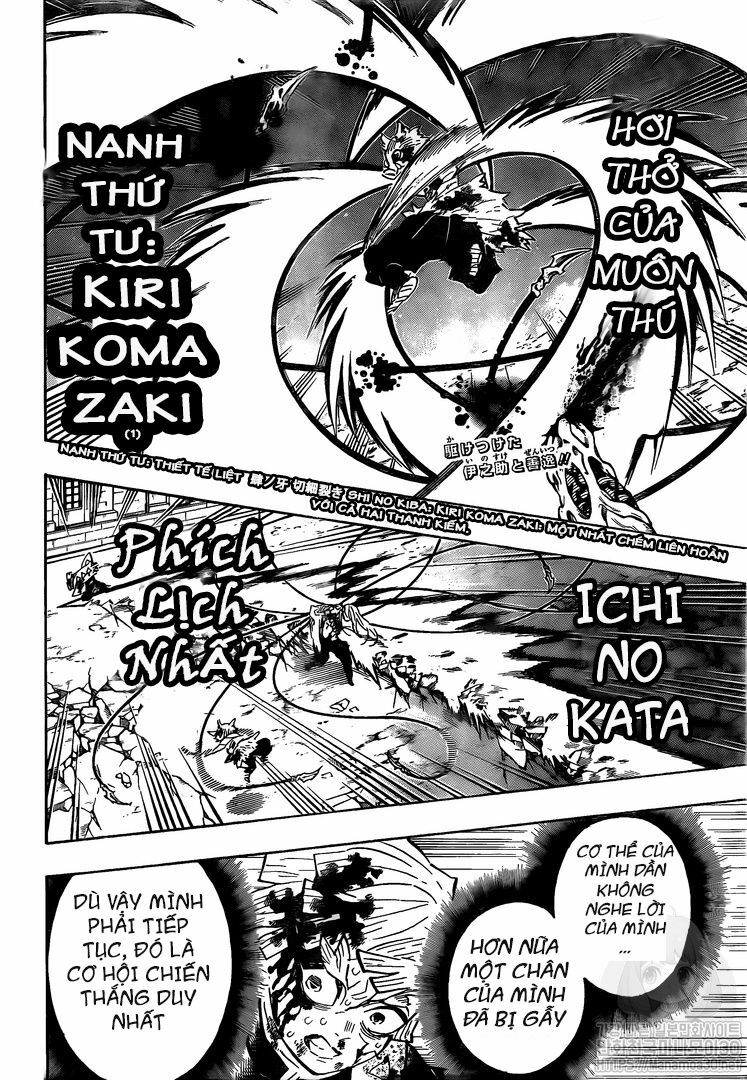 HƠI
THỞ
CỦA
MUÔN
THÚ
NANH
THỨ
TƯ:
KIRI
KOMA
ZAKI
(1)
駆けつけた
伊之助と善逸!!
NANH THỨ TƯ: THIẾT TẾ LIỆT 肆ノ牙 切細裂き SHI NO KIBA: KIRI KOMA ZAKI: MỘT NHÁT CHÉM LIÊN HOÀN
VỚI CẢ HAI THANH KIẾM.
ICHI
NO
KATA
Phích
Lịch
Nhất
CƠ THỂ CỦA
MÌNH DẦN
KHÔNG
NGHE LỜI
CỦA MÌNH
...
HƠN NỮA
MỘT CHÂN
CỦA MÌNH
ĐÃ BỊ GẪY
DÙ VẬY MÌNH
PHẢI TIẾP
TỤC, ĐÓ LÀ
CƠ HỘI CHIẾN
THẮNG DUY
NHẤT